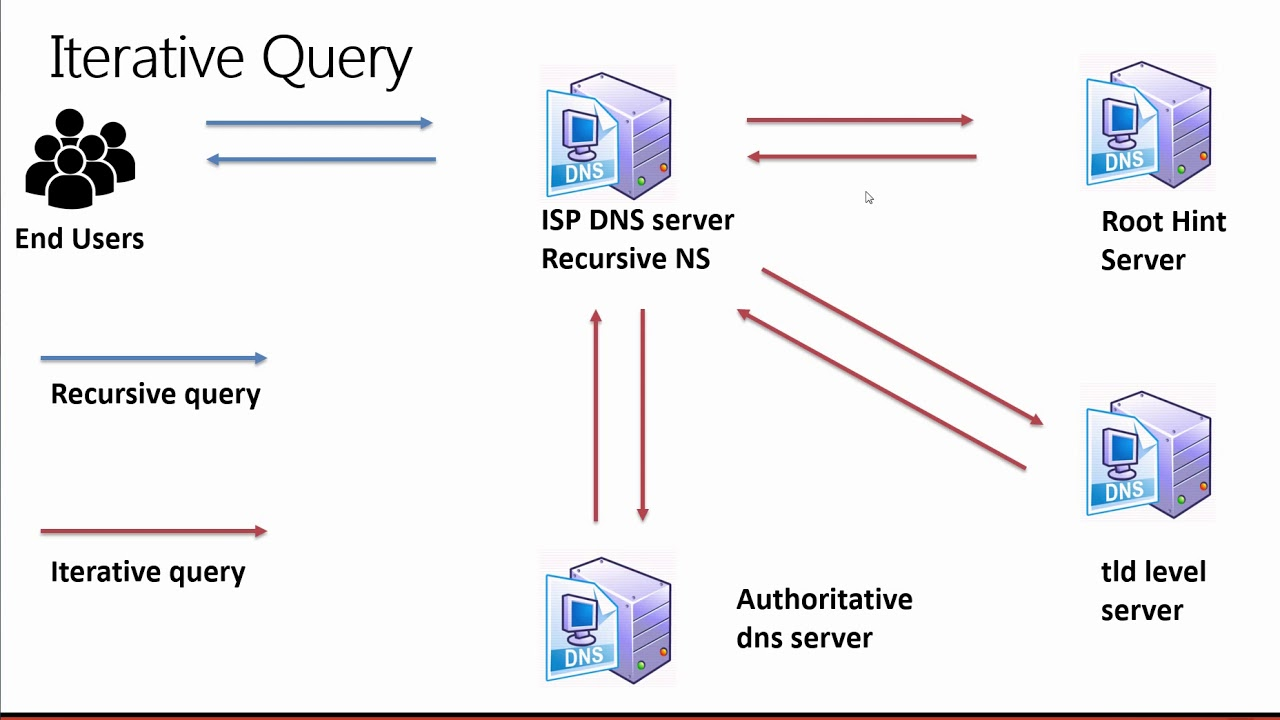 Iterative Query
DNS
DNS
End Users
ISP DNS server
Recursive NS
Root Hint
Server
Recursive query
DNS
Iterative query
tld level
server
Authoritative
dns server
DNS